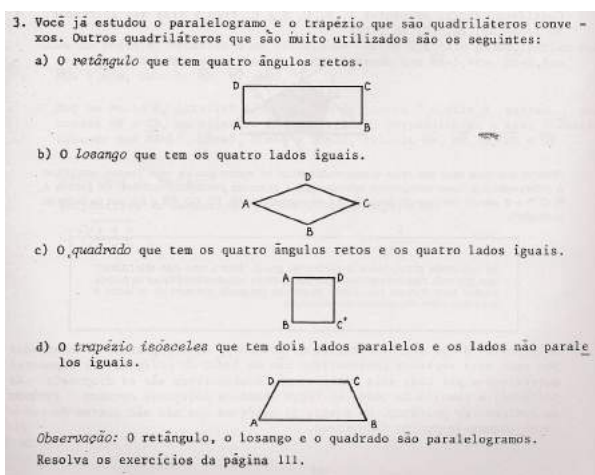 3. Você já estudou o paralelogramo e o trapézio que são quadriláteros conve -
xos. Outros quadriláteros que são muito utilizados são os seguintes:
a) O retângulo que tem quatro ângulos retos.
D C
A B
b) O losango que tem os quatro lados iguais.
D
A C
B
c) O quadrado que tem os quatro ângulos retos e os quatro lados iguais.
A D
B C
d) O trapézio isósceles que tem dois lados paralelos e os lados não parale
los iguais.
D C
A B
Observação: O retângulo, o losango e o quadrado são paralelogramos.
Resolva os exercícios da página 111.